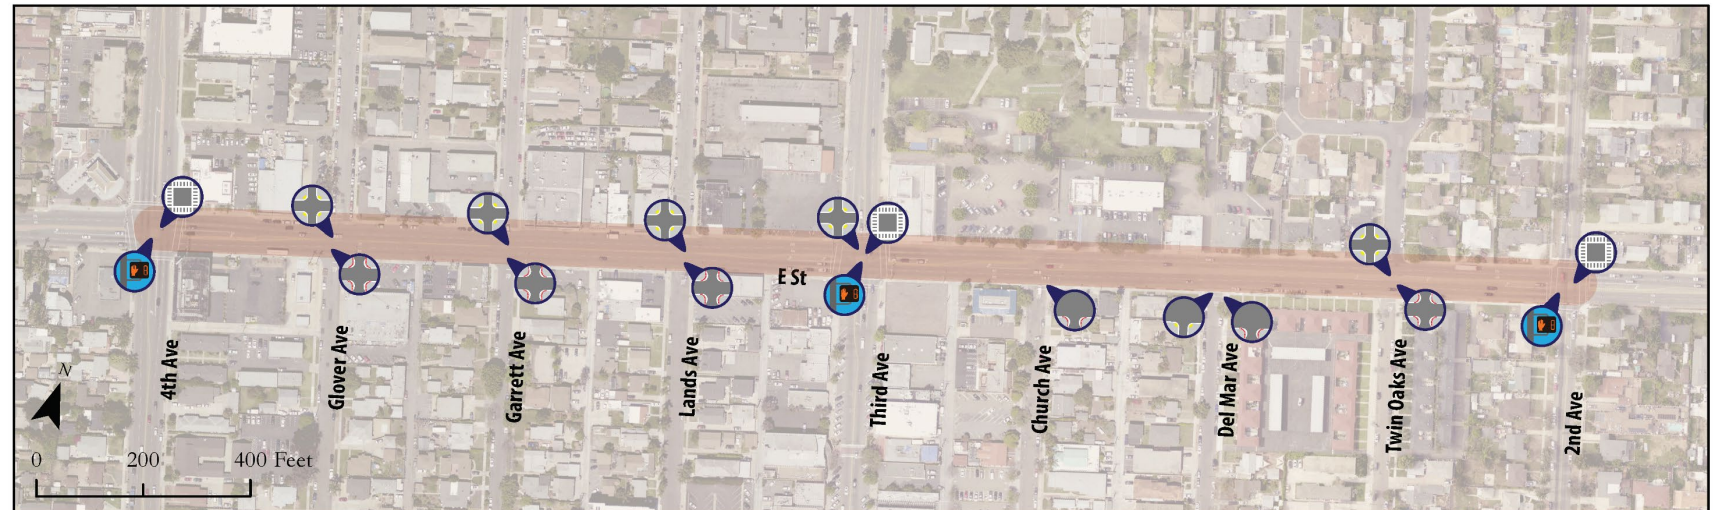 E St
4th Ave
Glover Ave
Garrett Ave
Lands Ave
Third Ave
Church Ave
Del Mar Ave
Twin Oaks Ave
2nd Ave
N
0 200 400 Feet